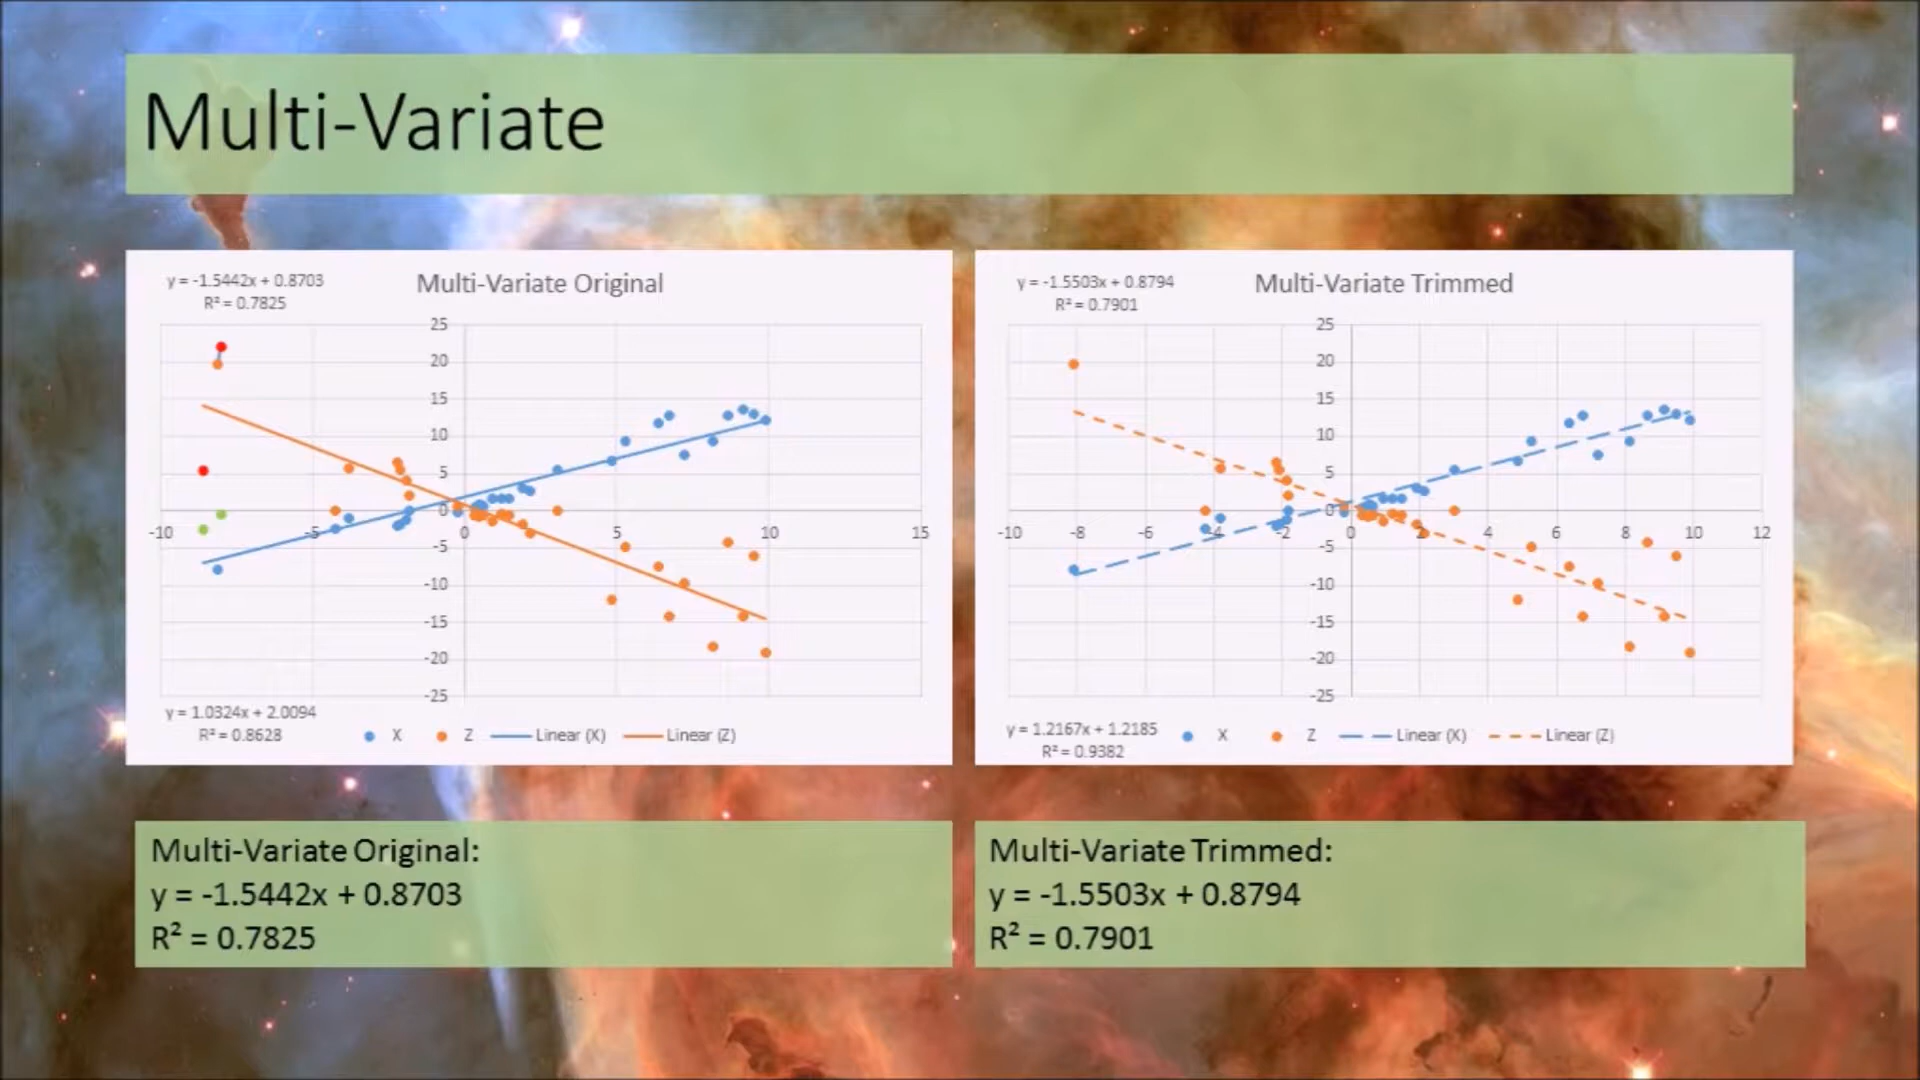 Multi-Variate
y = -1.5442x + 0.8703
R² = 0.7825
Multi-Variate Original
25
20
15
10
5
0
-5
-10
-15
-20
-25
-10 -5 0 5 10 15
y = 1.0324x + 2.0094
R² = 0.8628
X Z Linear (X) Linear (Z)
y = -1.5503x + 0.8794
R² = 0.7901
Multi-Variate Trimmed
25
20
15
10
5
0
-5
-10
-15
-20
-25
-10 -8 -6 -4 -2 0 2 4 6 8 10 12
y = 1.2167x + 1.2185
R² = 0.9382
X Z Linear (X) Linear (Z)
Multi-Variate Original:
y = -1.5442x + 0.8703
R² = 0.7825
Multi-Variate Trimmed:
y = -1.5503x + 0.8794
R² = 0.7901